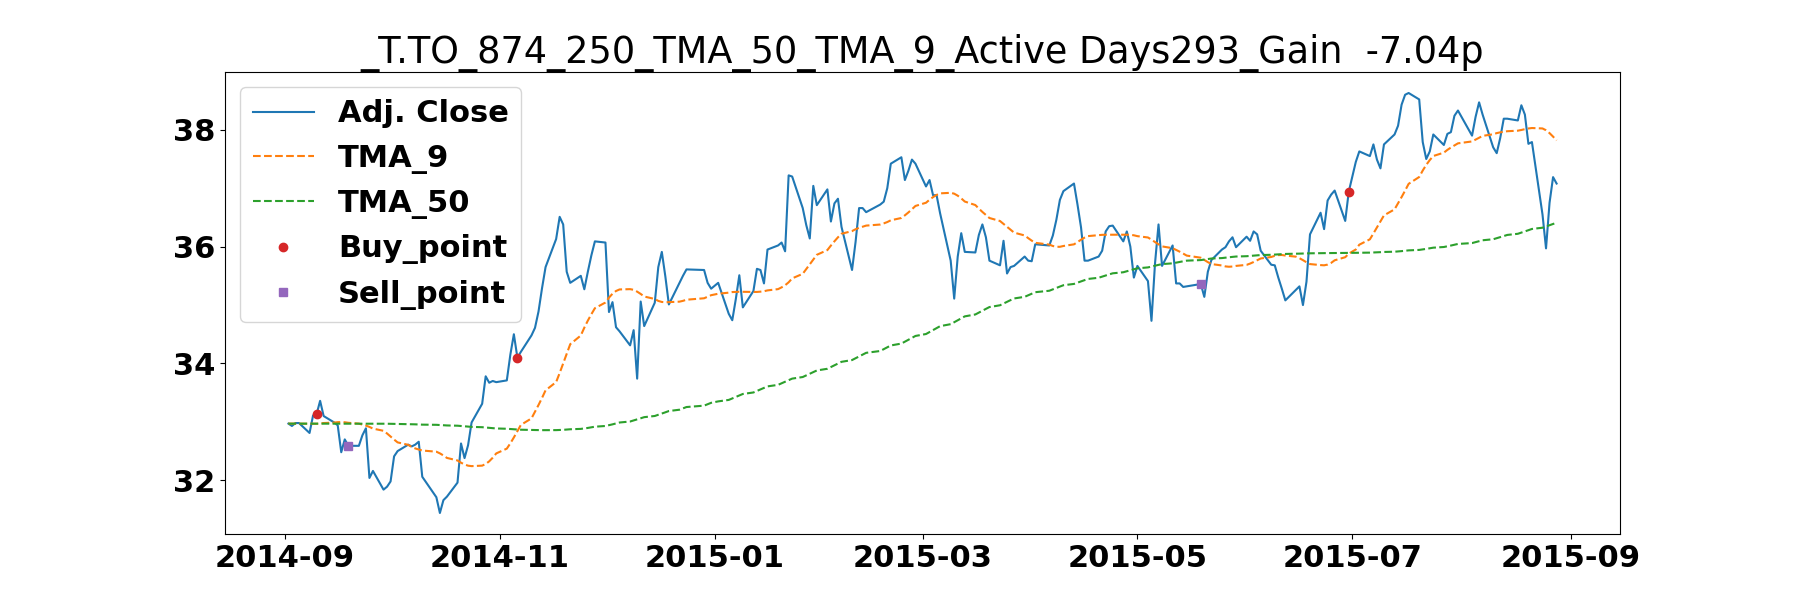 _T.TO_874_250_TMA_50_TMA_9_Active Days293_Gain  -7.04p
Adj. Close
TMA_9
TMA_50
Buy_point
Sell_point
38
36
34
32
2014-09 2014-11 2015-01 2015-03 2015-05 2015-07 2015-09